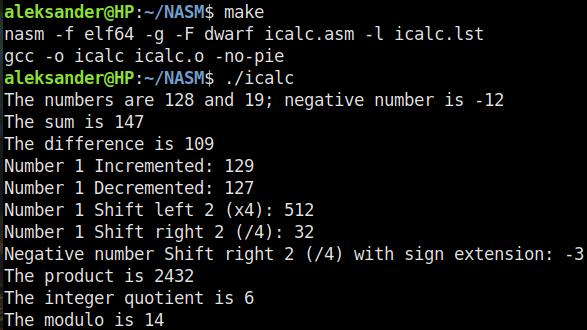 aleksander@HP:~/NASM$ make
nasm -f elf64 -g -F dwarf icalc.asm -l icalc.lst
gcc -o icalc icalc.o -no-pie
aleksander@HP:~/NASM$ ./icalc
The numbers are 128 and 19; negative number is -12
The sum is 147
The difference is 109
Number 1 Incremented: 129
Number 1 Decremented: 127
Number 1 Shift left 2 (x4): 512
Number 1 Shift right 2 (/4): 32
Negative number Shift right 2 (/4) with sign extension: -3
The product is 2432
The integer quotient is 6
The modulo is 14